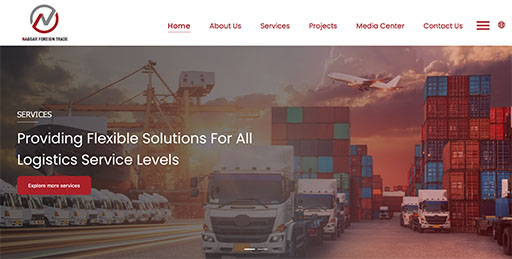 NAGGAR FOREIGN TRADE
Home About Us Services Projects Media Center Contact Us
SERVICES
Providing Flexible Solutions For All
Logistics Service Levels
Explore more services